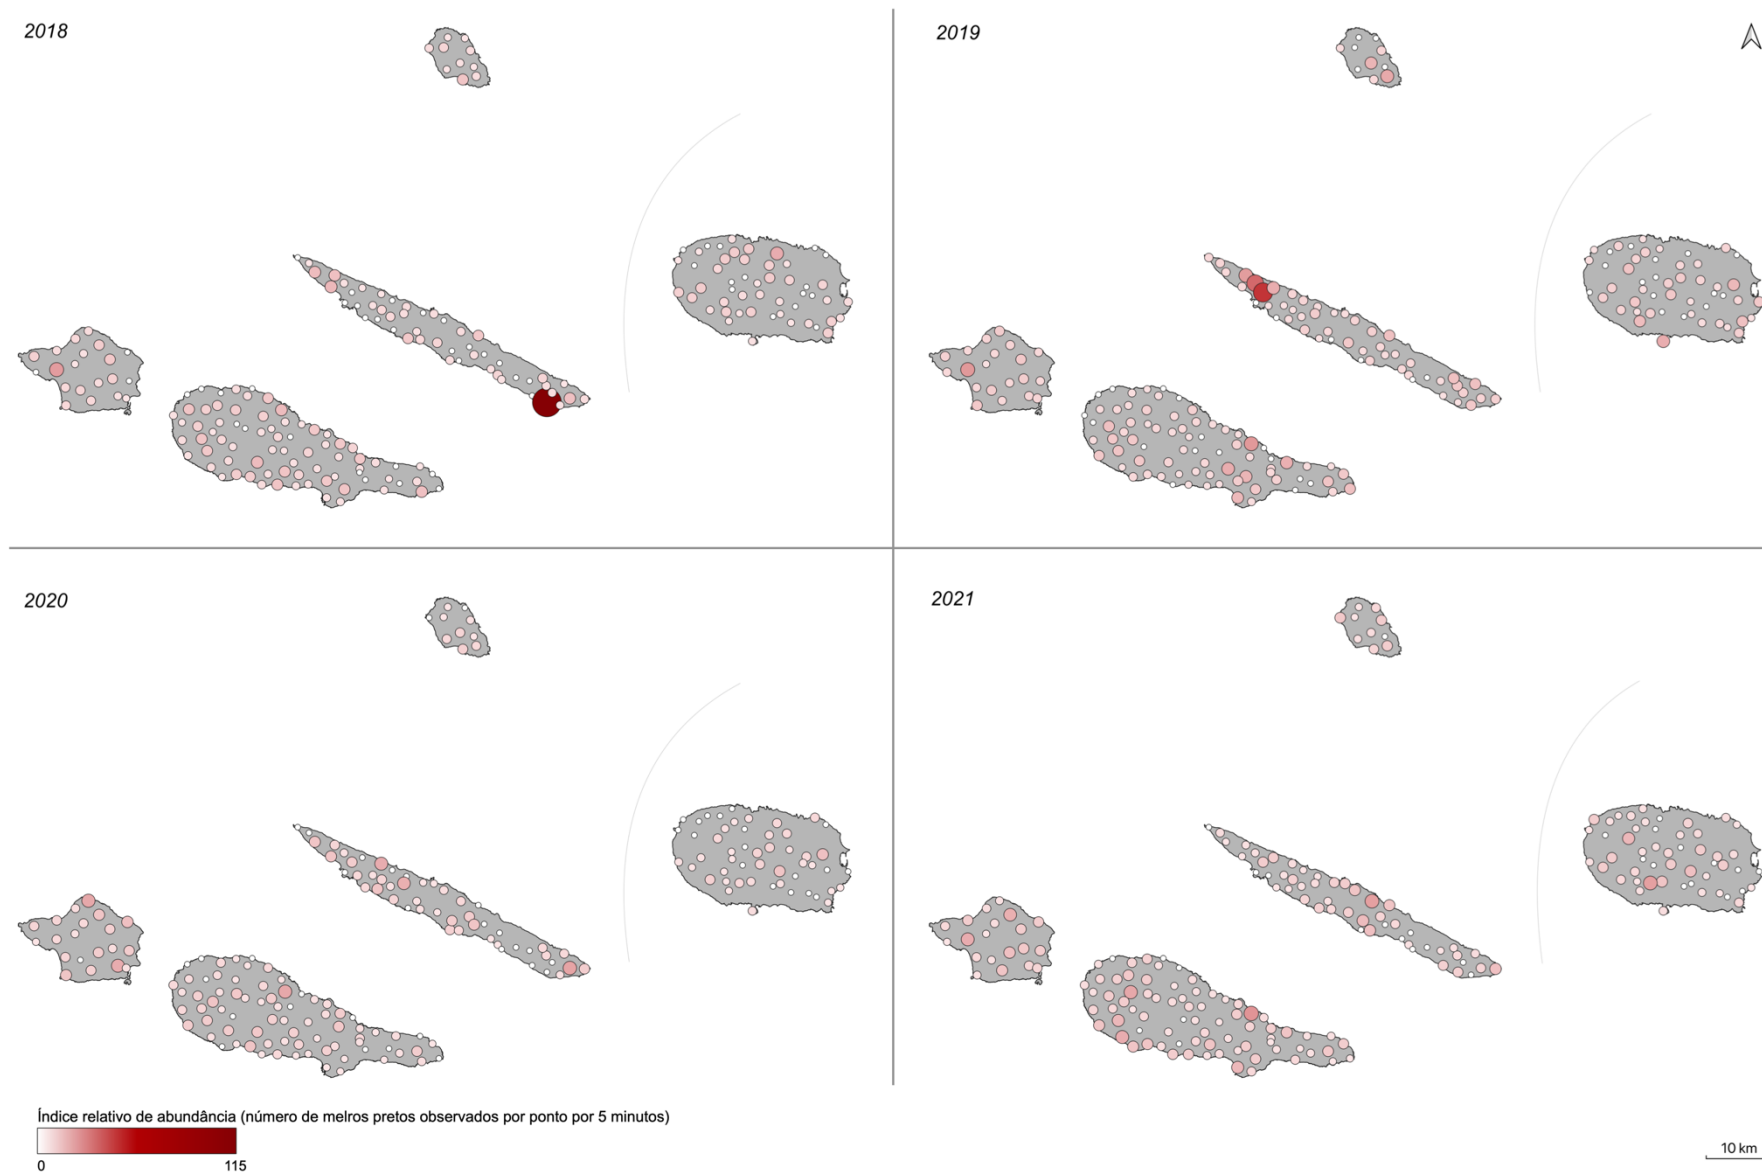 2018
2019
2020
2021
Índice relativo de abundância (número de melros pretos observados por ponto por 5 minutos)
0 115
10 km